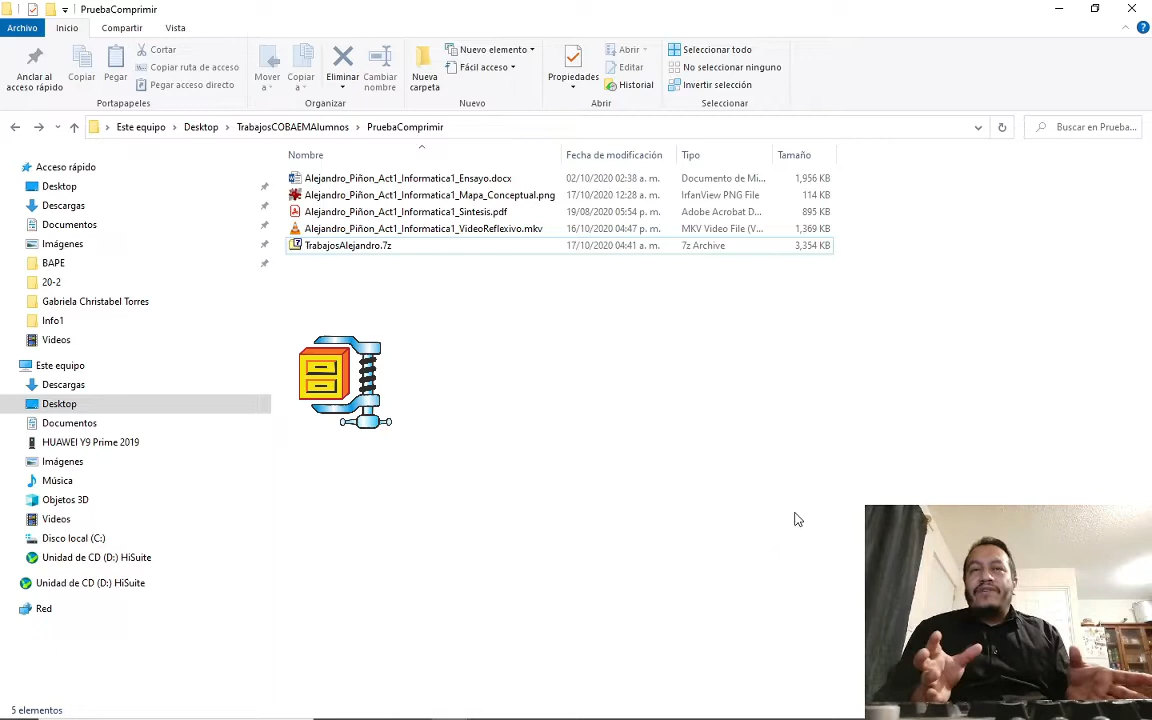 PruebaComprimir
Archivo Inicio Compartir Vista
Anclar al acceso rápido
Copiar
Pegar
Cortar
Copiar ruta de acceso
Pegar acceso directo
Portapapeles
Mover a
Copiar a
Eliminar
Cambiar nombre
Organizar
Nueva carpeta
Nuevo elemento
Fácil acceso
Nuevo
Propiedades
Abrir
Editar
Historial
Abrir
Seleccionar todo
No seleccionar ninguno
Invertir selección
Seleccionar
Este equipo > Desktop > TrabajosCOBAEMAlumnos > PruebaComprimir
Buscar en Prueba...
Acceso rápido
Desktop
Descargas
Documentos
Imágenes
BAPE
20-2
Gabriela Christabel Torres
Info1
Videos
Este equipo
Descargas
Desktop
Documentos
HUAWEI Y9 Prime 2019
Imágenes
Música
Objetos 3D
Videos
Disco local (C:)
Unidad de CD (D:) HiSuite
Unidad de CD (D:) HiSuite
Red
Nombre Fecha de modificación Tipo Tamaño
Alejandro_Piñon_Act1_Informatica1_Ensayo.docx 02/10/2020 02:38 a. m. Documento de Mi... 1,956 KB
Alejandro_Piñon_Act1_Informatica1_Mapa_Conceptual.png 17/10/2020 12:28 a. m. IrfanView PNG File 114 KB
Alejandro_Piñon_Act1_Informatica1_Sintesis.pdf 19/08/2020 05:54 p. m. Adobe Acrobat D... 895 KB
Alejandro_Piñon_Act1_Informatica1_VideoReflexivo.mkv 16/10/2020 04:47 p. m. MKV Video File (V... 1,369 KB
TrabajosAlejandro.7z 17/10/2020 04:41 a. m. 7z Archive 3,354 KB
5 elementos